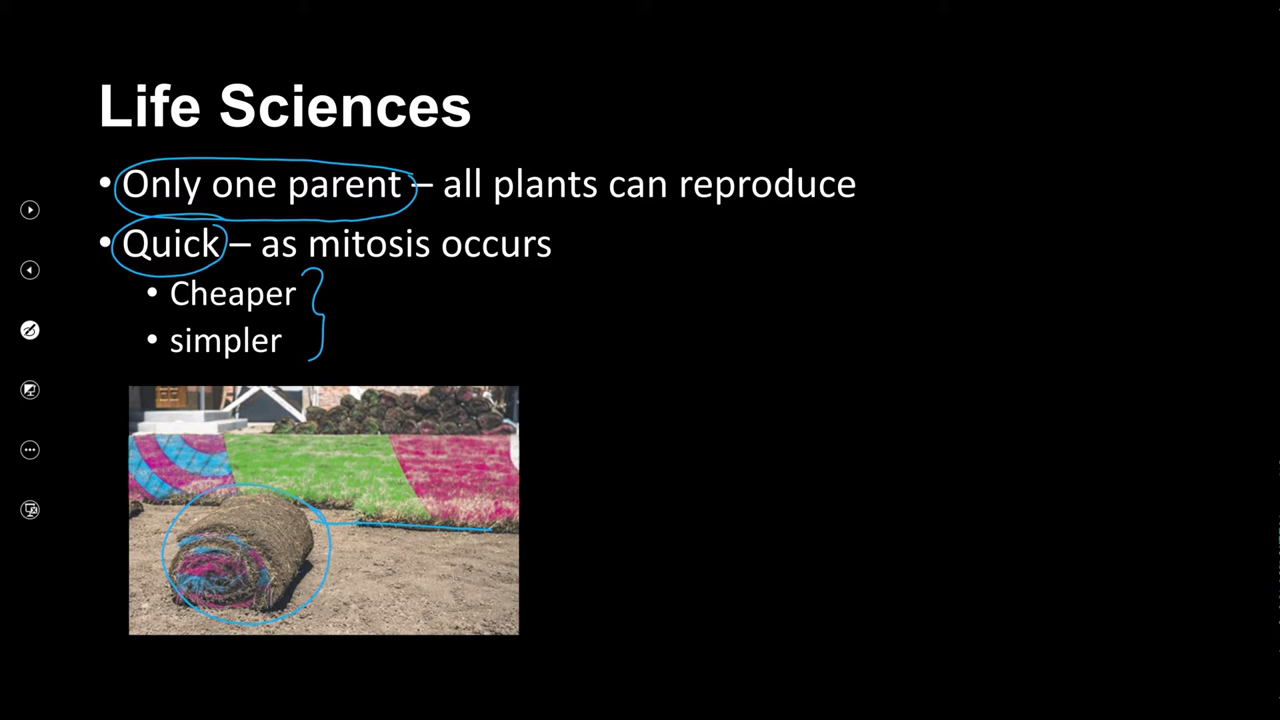 Life Sciences
• Only one parent – all plants can reproduce
• Quick – as mitosis occurs
• Cheaper
• simpler